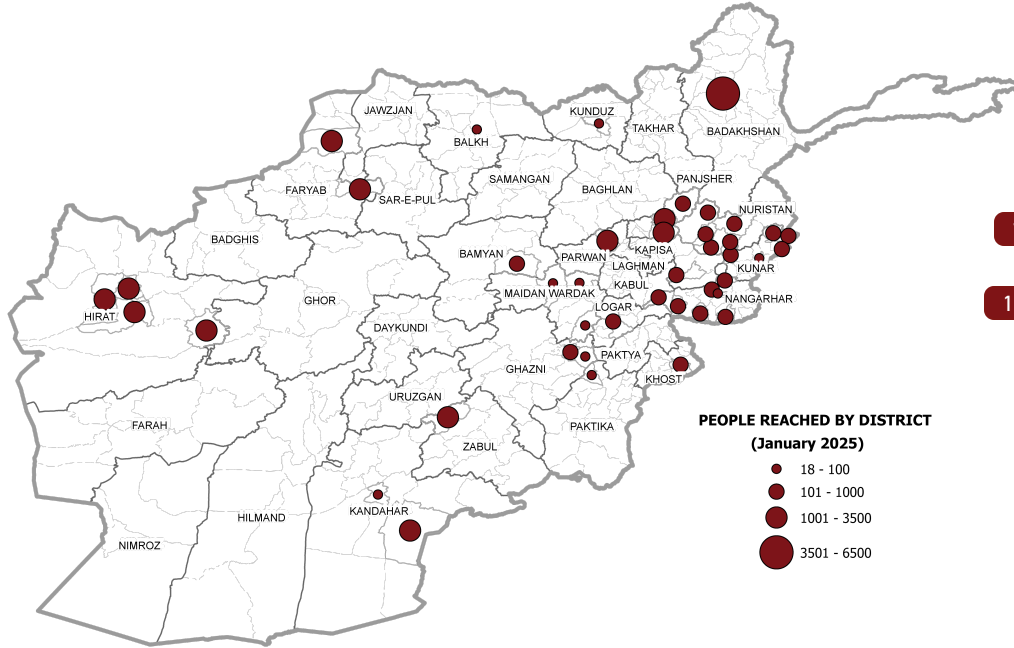 JAWZJAN
KUNDUZ
TAKHAR
BADAKHSHAN
BALKH
SAMANGAN
BAGHLAN
PANJSHER
FARYAB
SAR-E-PUL
NURISTAN
BADGHIS
BAMYAN
PARWAN
KAPISA
LAGHMAN
KUNAR
KABUL
MAIDAN WARDAK
NANGARHAR
GHOR
LOGAR
HIRAT
DAYKUNDI
PAKTYA
GHAZNI
KHOST
URUZGAN
FARAH
PAKTIKA
ZABUL
KANDAHAR
HILMAND
NIMROZ
1
PEOPLE REACHED BY DISTRICT
(January 2025)
18 - 100
101 - 1000
1001 - 3500
3501 - 6500